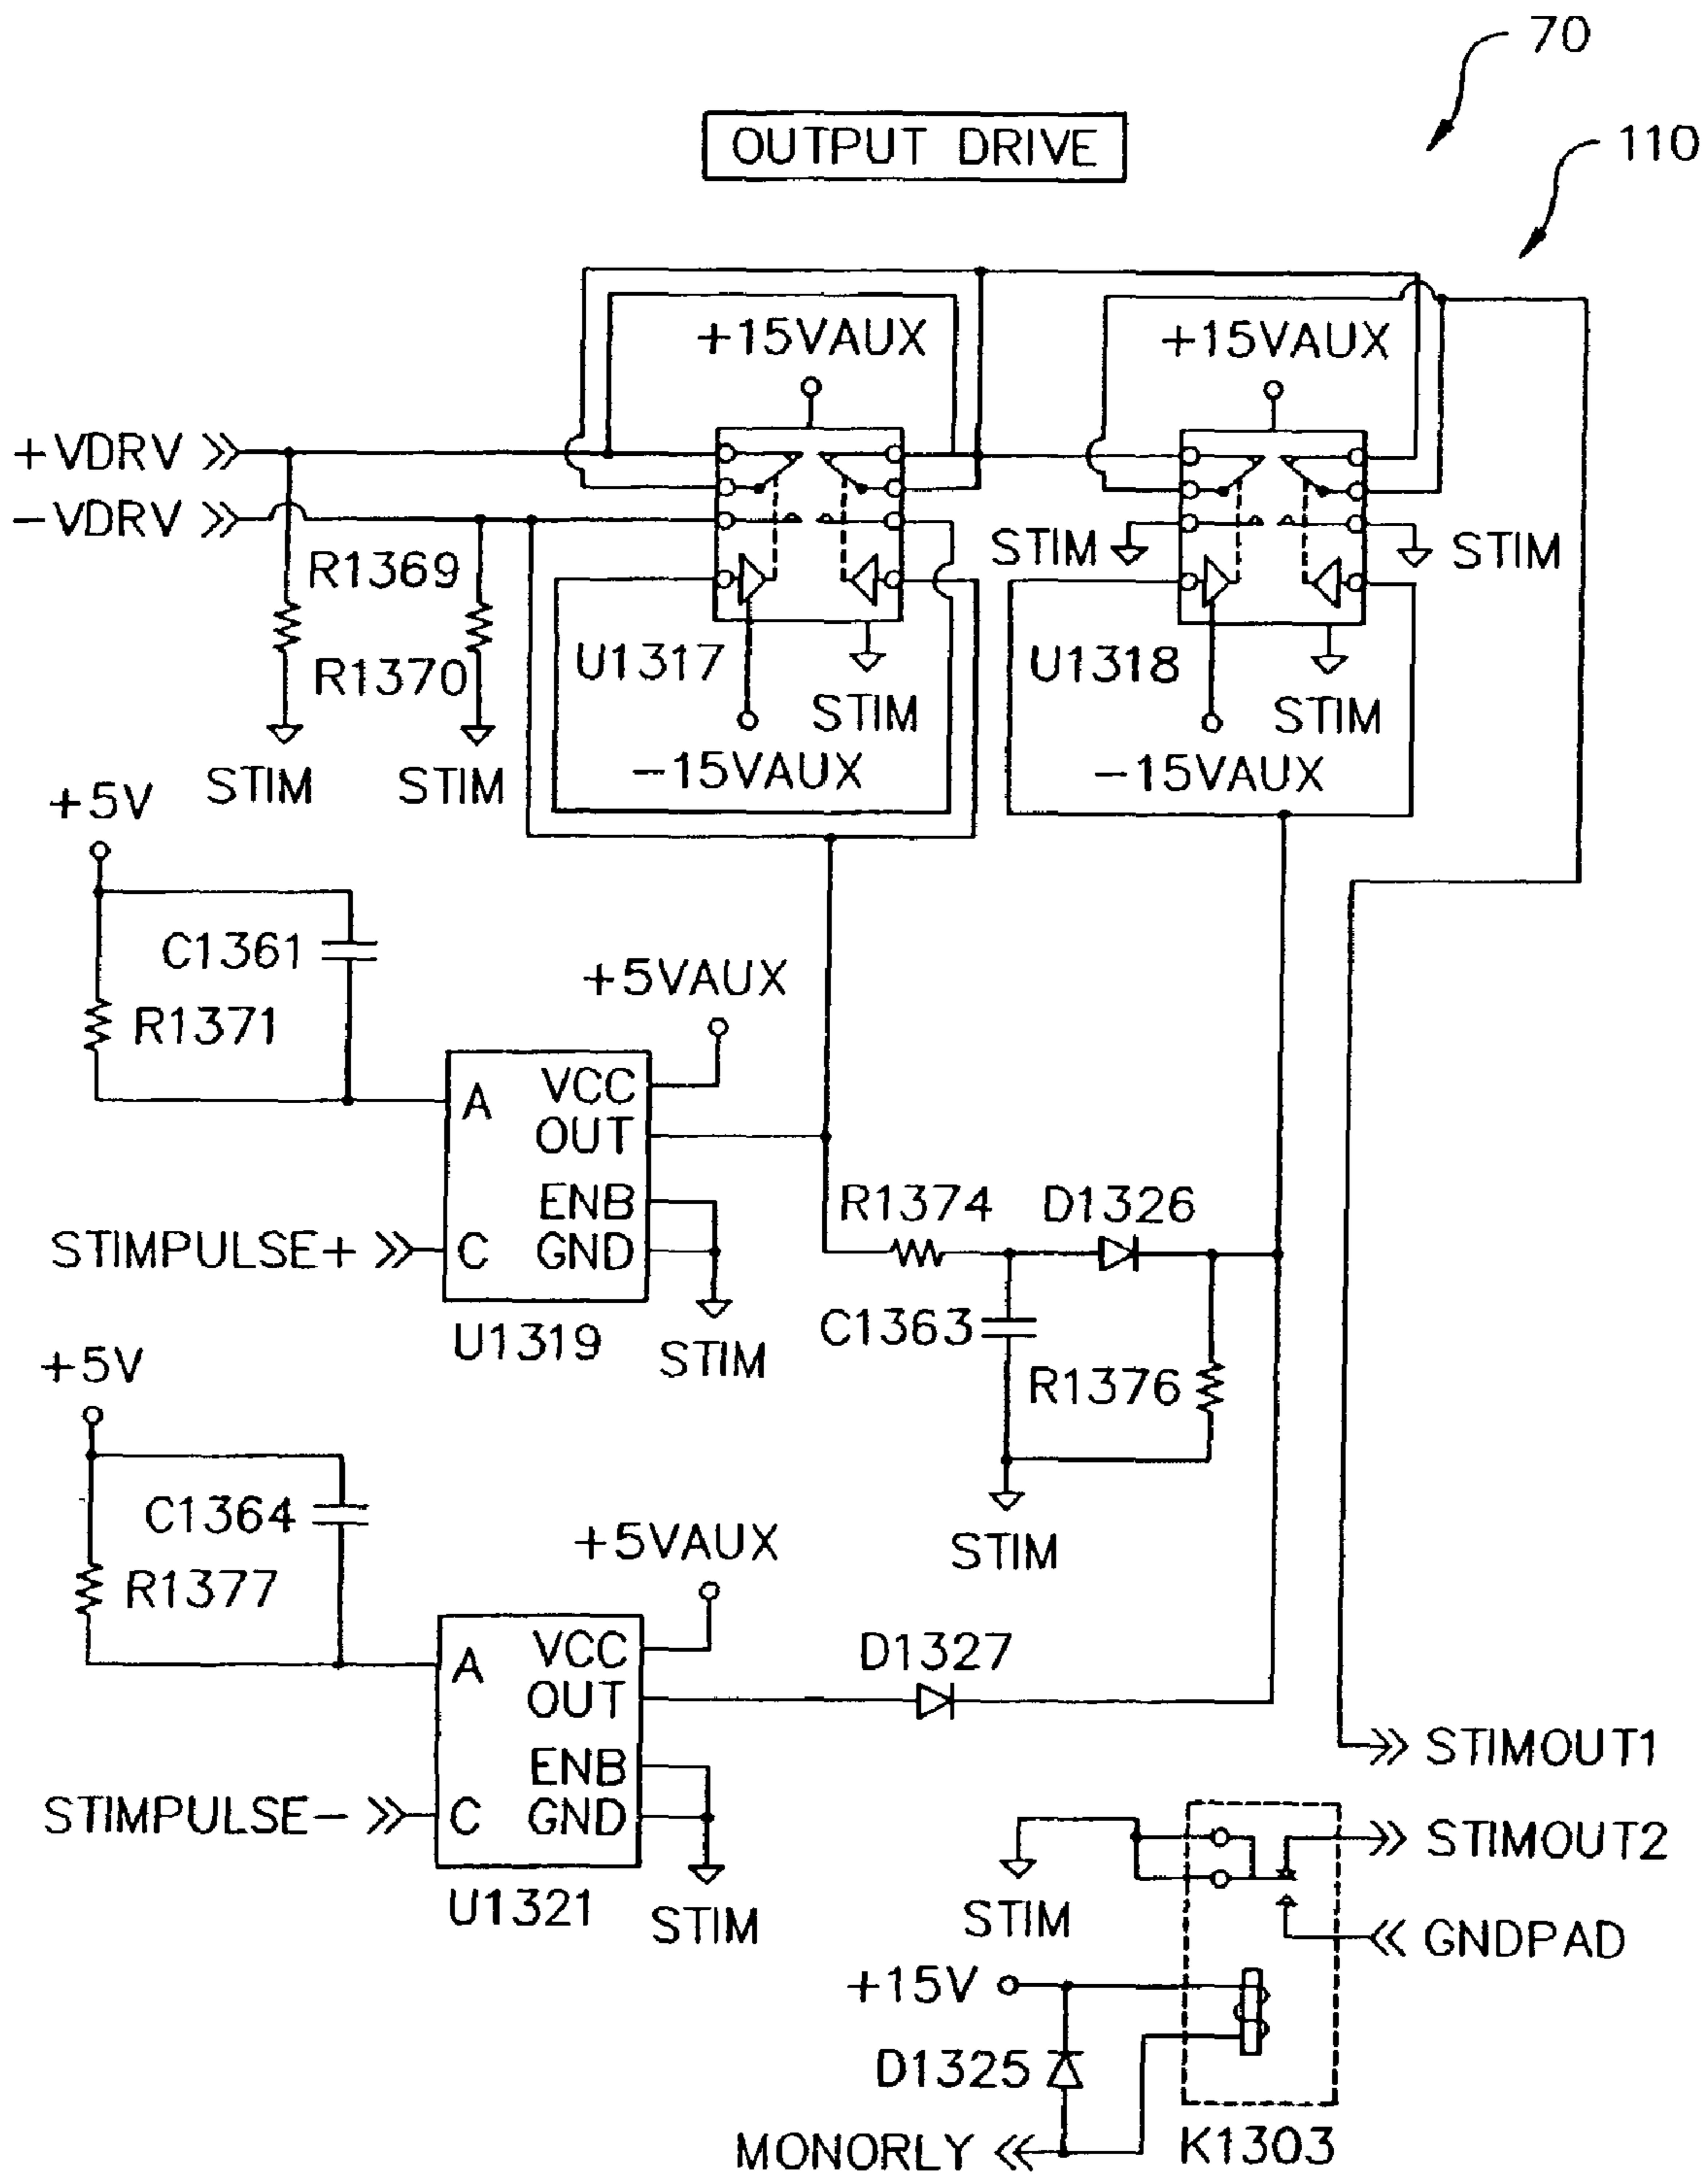 70
OUTPUT DRIVE
110
+15VAUX
+15VAUX
+VDRV
-VDRV
STIM
STIM
R1369
R1370
U1317
U1318
STIM
STIM
-15VAUX
-15VAUX
STIM
STIM
+5V
C1361
R1371
+5VAUX
A
VCC
OUT
ENB
GND
STIMPULSE+
C
U1319
STIM
R1374
D1326
C1363
R1376
STIM
+5V
C1364
R1377
+5VAUX
A
VCC
OUT
ENB
GND
STIMPULSE-
C
U1321
STIM
D1327
STIMOUT1
STIMOUT2
STIM
GNDPAD
+15V
D1325
MONORLY
K1303